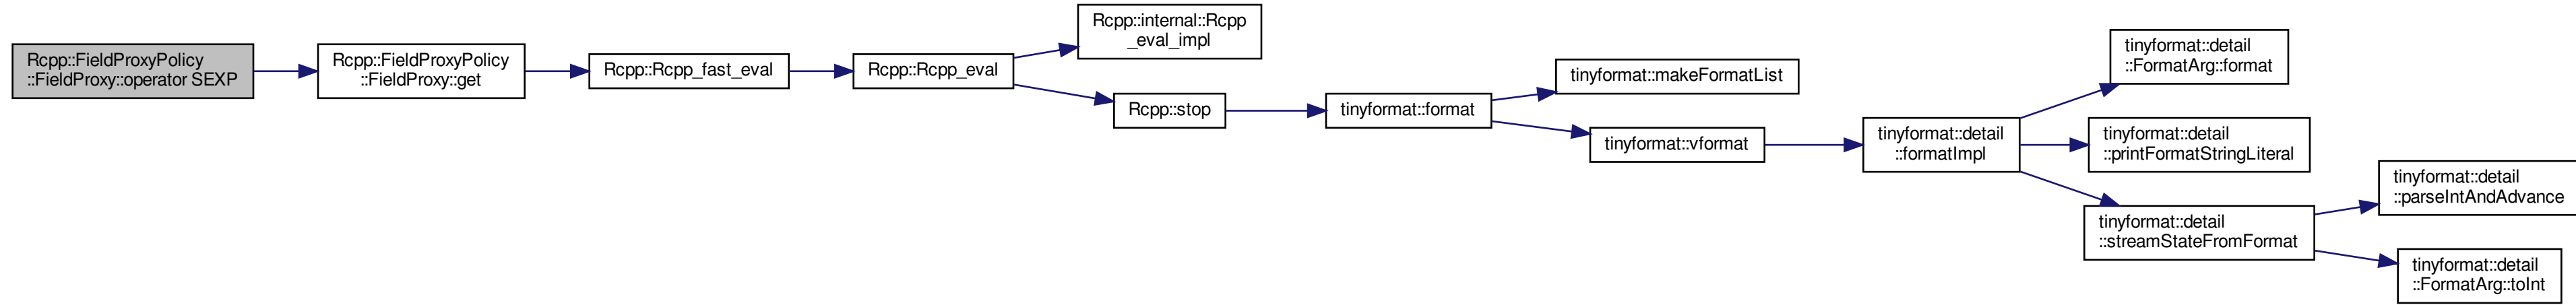 Rcpp::FieldProxyPolicy
::FieldProxy::operator SEXP
Rcpp::FieldProxyPolicy
::FieldProxy::get
Rcpp::Rcpp_fast_eval
Rcpp::Rcpp_eval
Rcpp::internal::Rcpp
_eval_impl
Rcpp::stop
tinyformat::format
tinyformat::makeFormatList
tinyformat::vformat
tinyformat::detail
::formatImpl
tinyformat::detail
::FormatArg::format
tinyformat::detail
::printFormatStringLiteral
tinyformat::detail
::streamStateFromFormat
tinyformat::detail
::parseIntAndAdvance
tinyformat::detail
::FormatArg::toInt